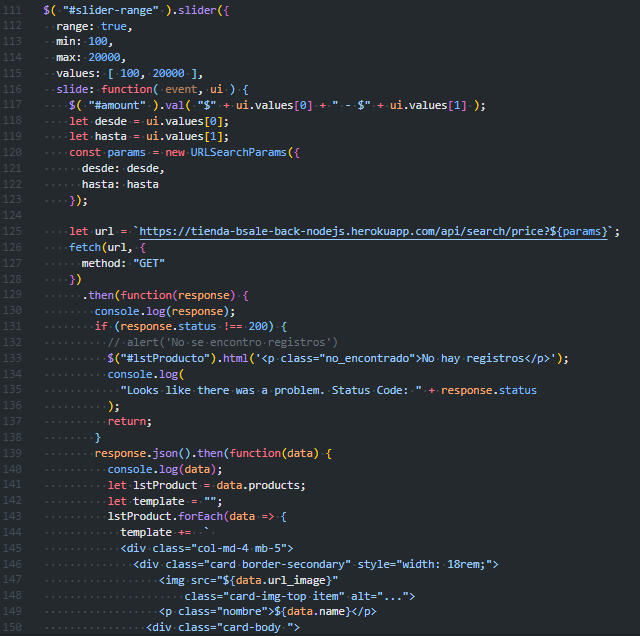 111 $( "#slider-range" ).slider({
112   range: true,
113   min: 100,
114   max: 20000,
115   values: [ 100, 20000 ],
116   slide: function( event, ui ) {
117     $( "#amount" ).val( "$" + ui.values[0] + " - $" + ui.values[1] );
118     let desde = ui.values[0];
119     let hasta = ui.values[1];
120     const params = new URLSearchParams({
121       desde: desde,
122       hasta: hasta
123     });
124
125     let url = `https://tienda-bsale-back-nodejs.herokuapp.com/api/search/price?${params}`;
126     fetch(url, {
127       method: "GET"
128     })
129       .then(function(response) {
130         console.log(response);
131         if (response.status !== 200) {
132           // alert('No se encontro registros')
133           $("#lstProducto").html('<p class="no_encontrado">No hay registros</p>');
134           console.log(
135             "Looks like there was a problem. Status Code: " + response.status
136           );
137           return;
138         }
139         response.json().then(function(data) {
140           console.log(data);
141           let lstProduct = data.products;
142           let template = "";
143           lstProduct.forEach(data => {
144             template += `
145             <div class="col-md-4 mb-5">
146               <div class="card border-secondary" style="width: 18rem;">
147                   <img src="${data.url_image}"
148                       class="card-img-top item" alt="...">
149                   <p class="nombre">${data.name}</p>
150                 <div class="card-body ">